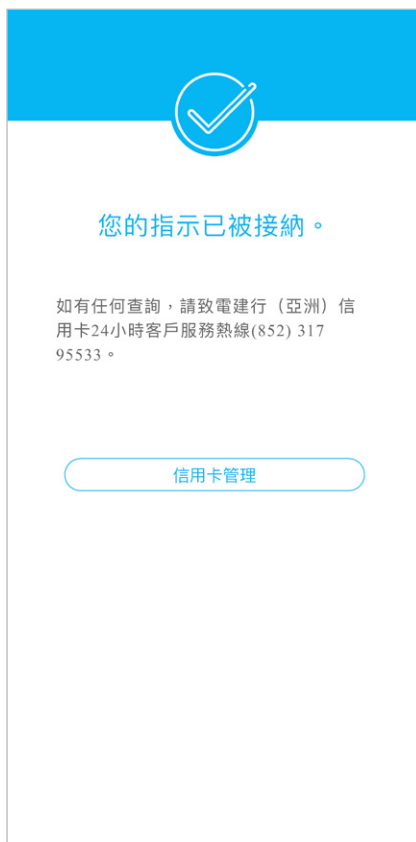 您的指示已被接納。
如有任何查詢，請致電建行（亞洲）信
用卡24小時客戶服務熱線(852) 317
95533。
信用卡管理